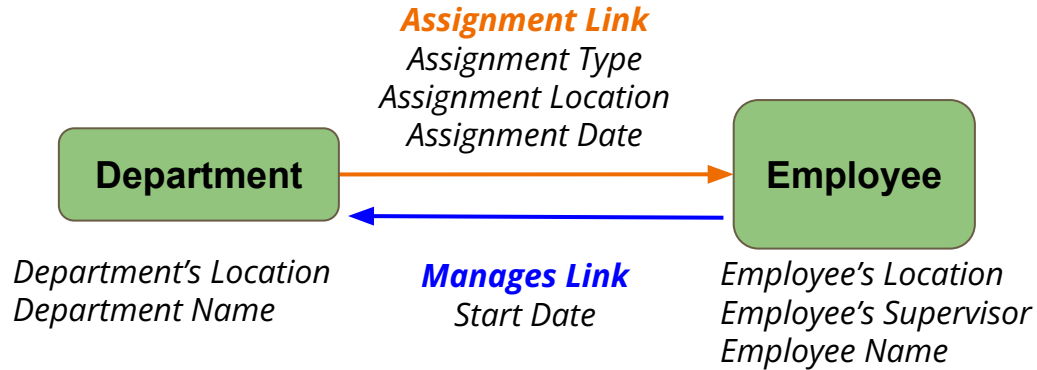 Assignment Link
Assignment Type
Assignment Location
Assignment Date
Department
Employee
Department’s Location
Department Name
Manages Link
Start Date
Employee’s Location
Employee’s Supervisor
Employee Name